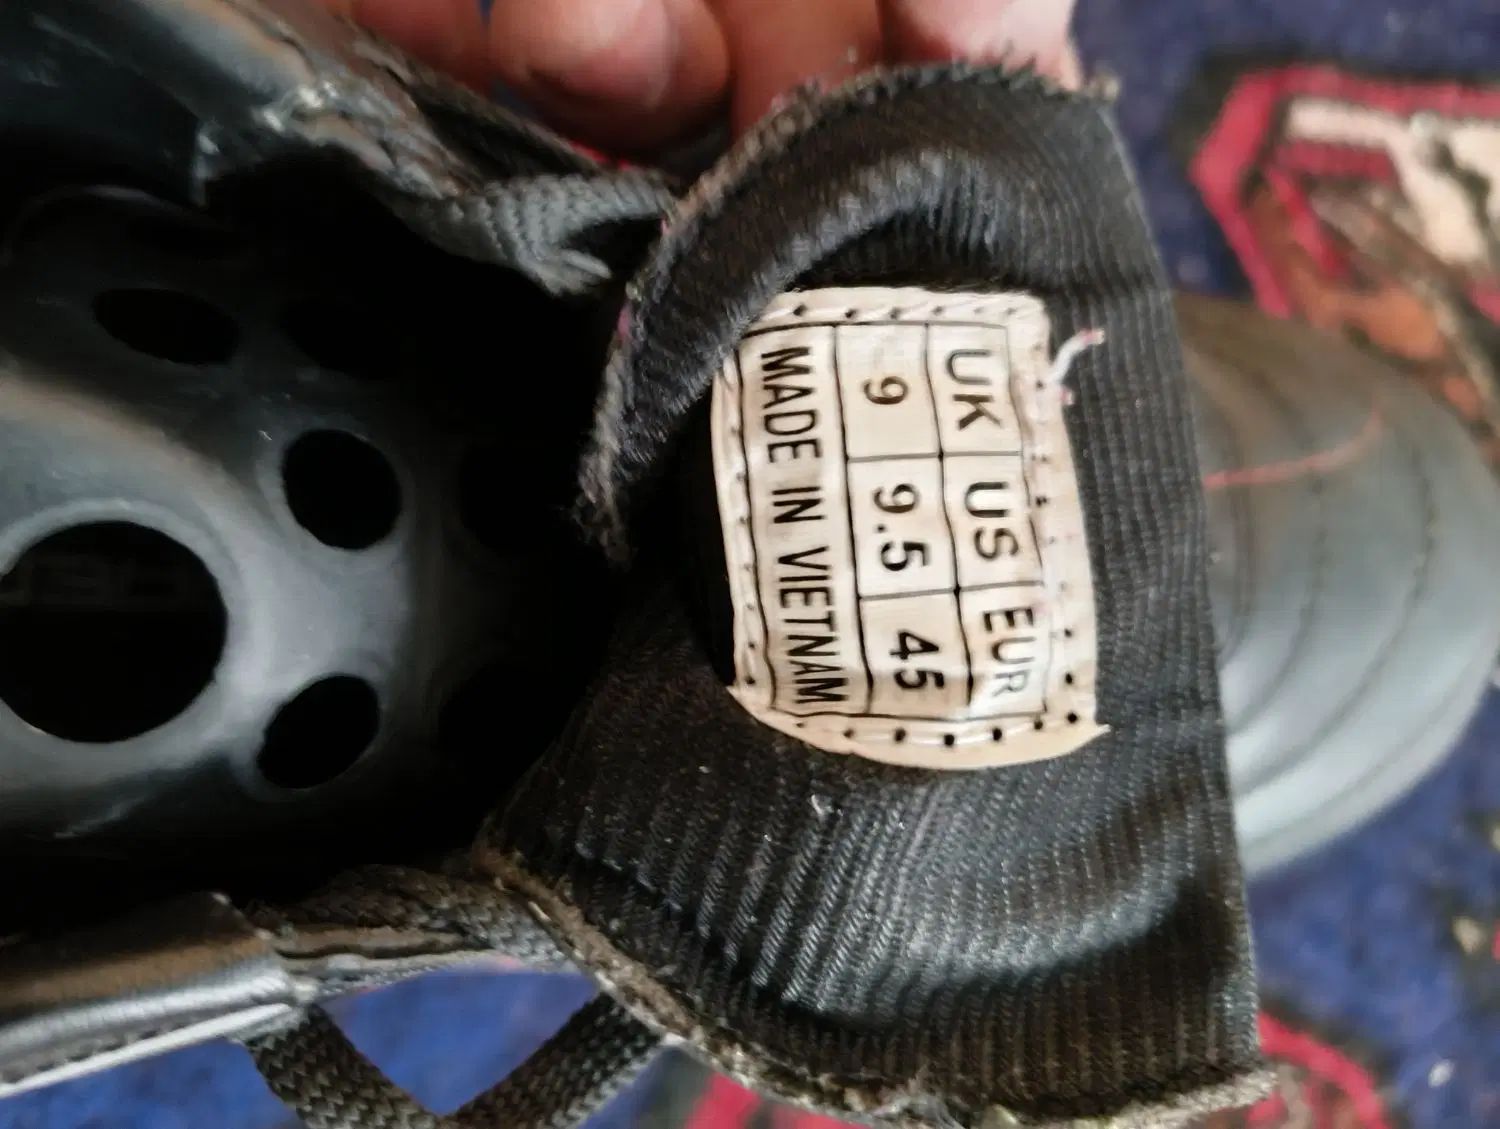 UK US EUR
9 9.5 45
MADE IN VIETNAM